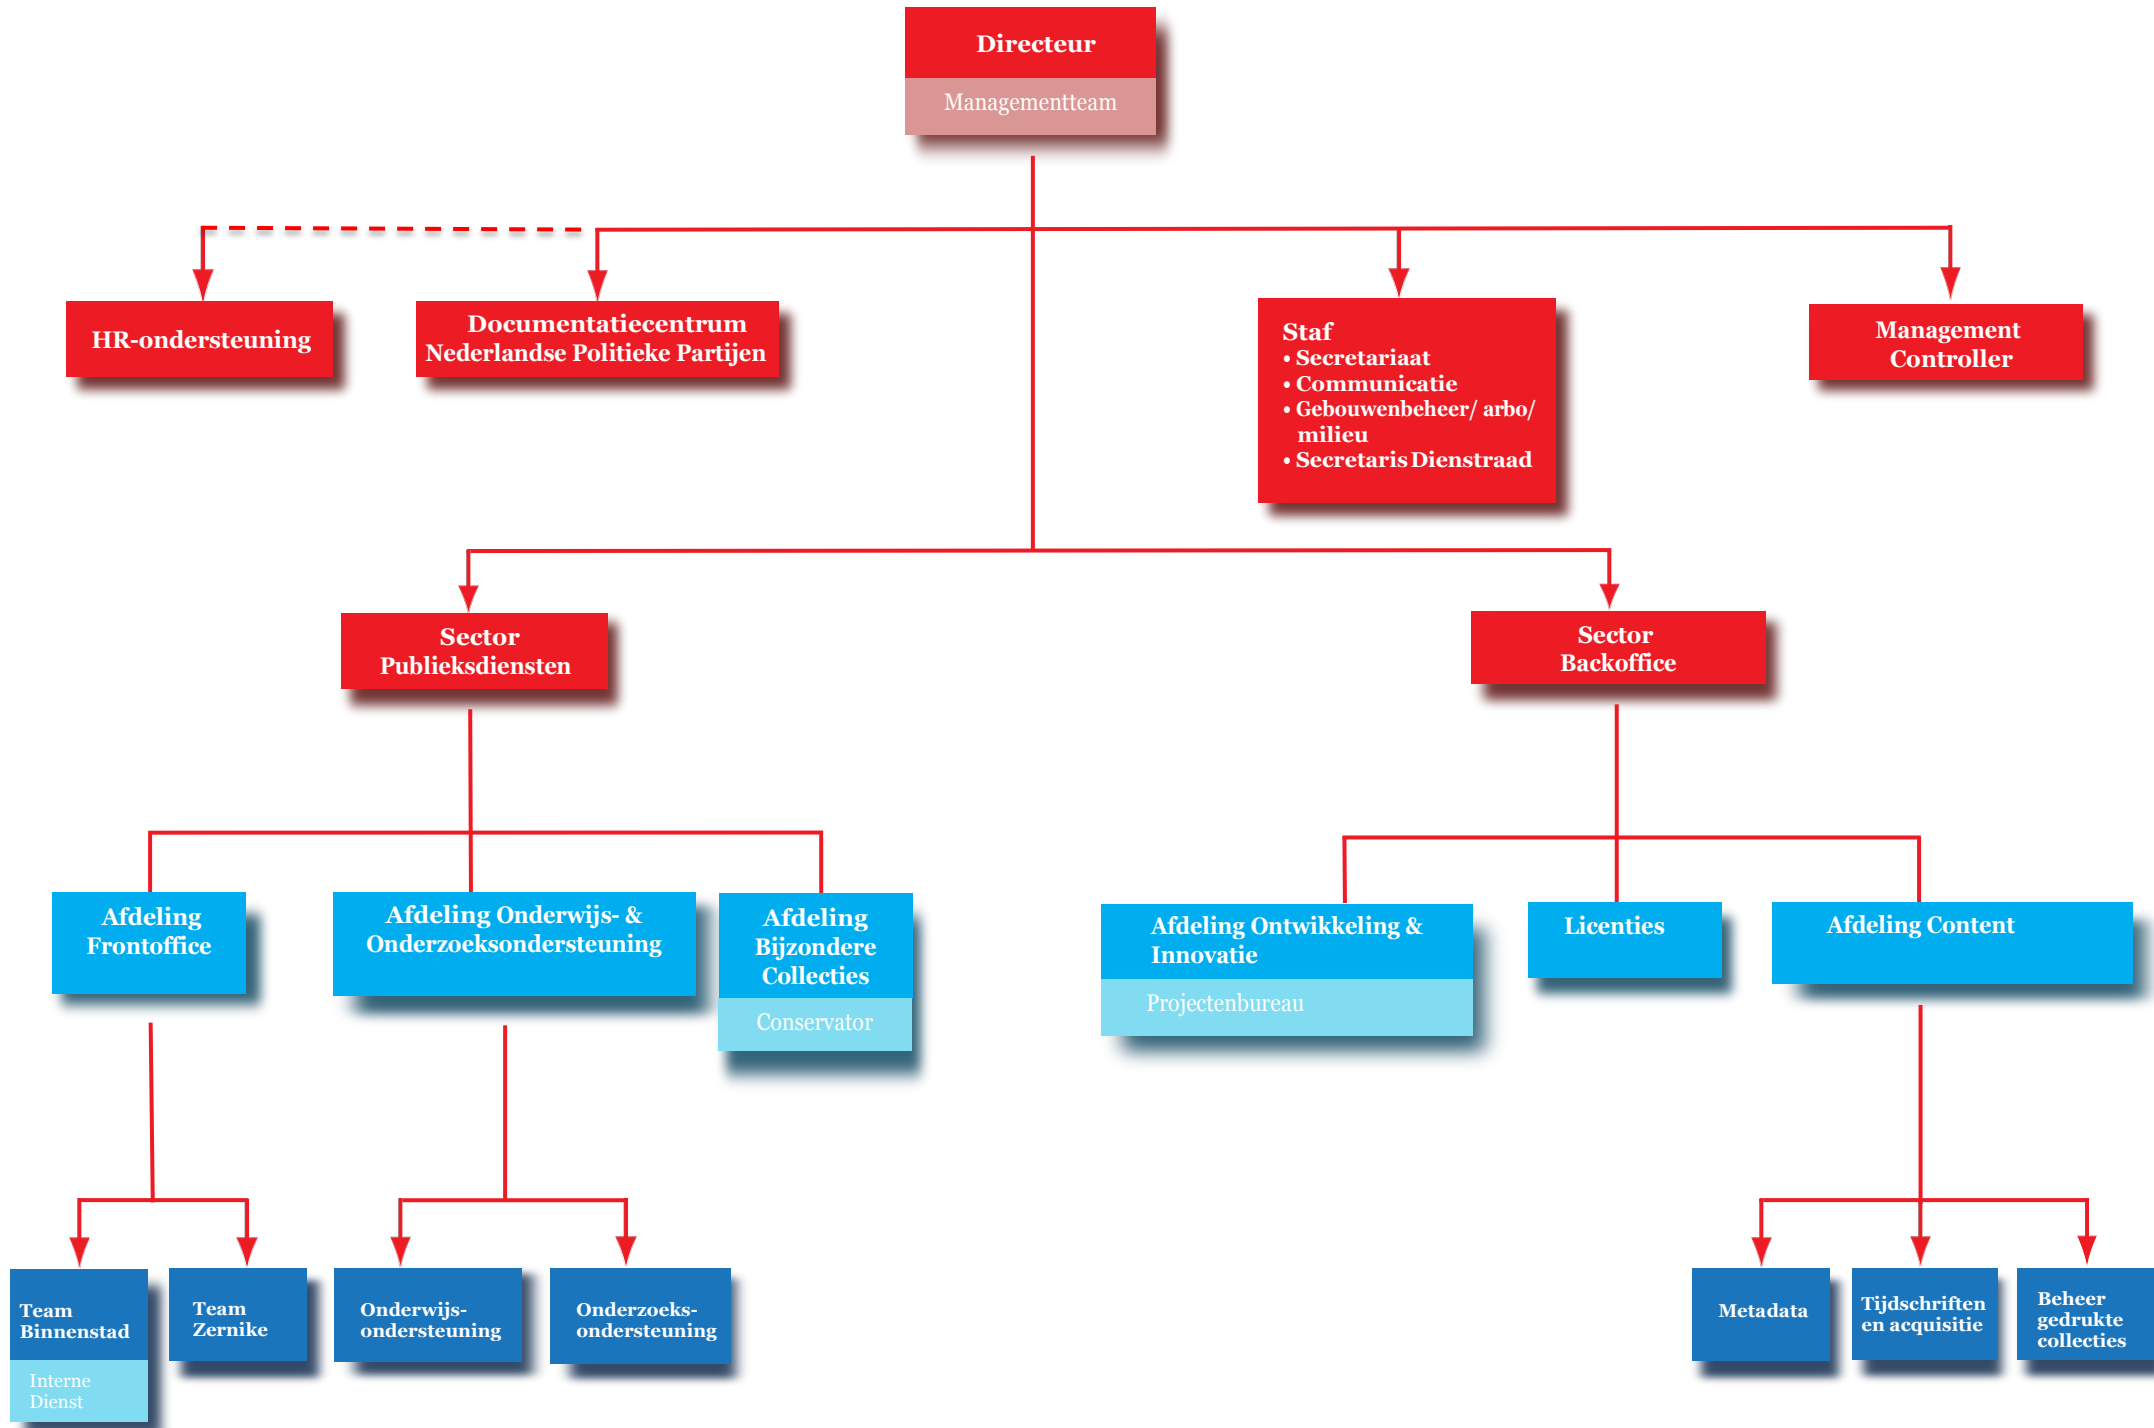 Directeur
Managementteam
HR-ondersteuning
Documentatiecentrum
Nederlandse Politieke Partijen
Staf
• Secretariaat
• Communicatie
• Gebouwenbeheer/ arbo/
milieu
• Secretaris Dienstraad
Management
Controller
Sector
Publieksdiensten
Sector
Backoffice
Afdeling
Frontoffice
Afdeling Onderwijs- &
Onderzoeksondersteuning
Afdeling
Bijzondere
Collecties
Conservator
Afdeling Ontwikkeling &
Innovatie
Projectenbureau
Licenties
Afdeling Content
Team
Binnenstad
Interne
Dienst
Team
Zernike
Onderwijs-
ondersteuning
Onderzoeks-
ondersteuning
Metadata
Tijdschriften
en acquisitie
Beheer
gedrukte
collecties